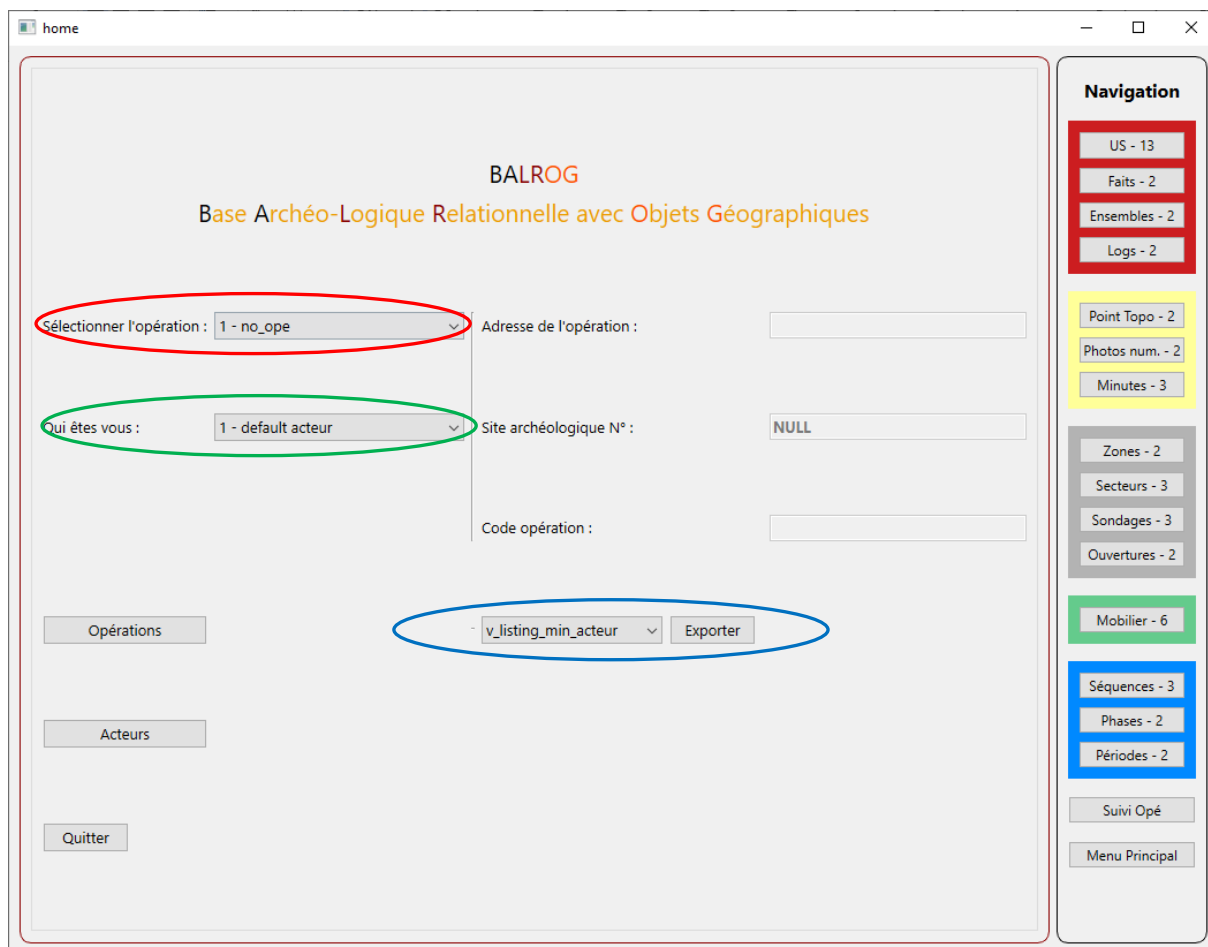 home
BALROG
Base Archéo-Logique Relationnelle avec Objets Géographiques
Sélectionner l'opération : 1 - no_ope
Adresse de l'opération :
Qui êtes vous : 1 - default acteur
Site archéologique N° : NULL
Code opération :
Opérations
- v_listing_min_acteur Exporter
Acteurs
Quitter
Navigation
US - 13
Faits - 2
Ensembles - 2
Logs - 2
Point Topo - 2
Photos num. - 2
Minutes - 3
Zones - 2
Secteurs - 3
Sondages - 3
Ouvertures - 2
Mobilier - 6
Séquences - 3
Phases - 2
Périodes - 2
Suivi Opé
Menu Principal